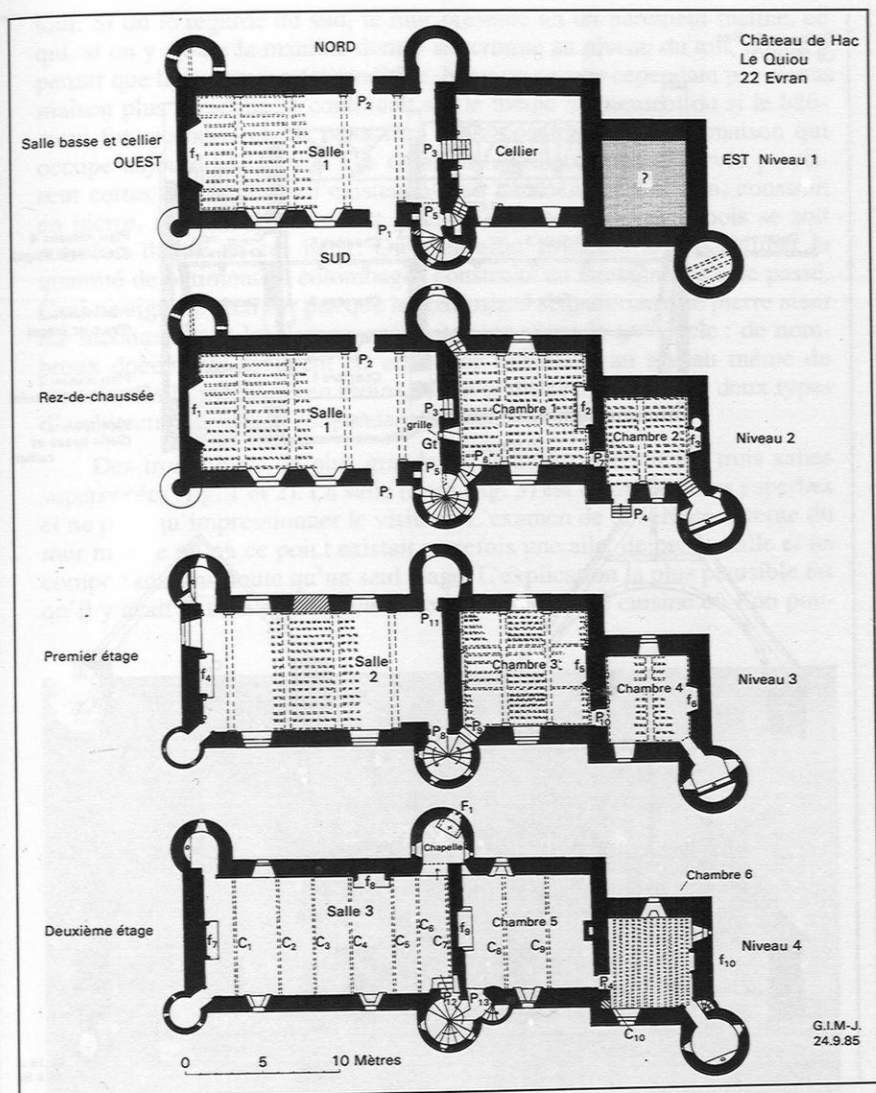 Château de Hac
Le Quiou
22 Evran
NORD
P2
Salle basse et cellier
OUEST
f1
Salle
1
P3
Cellier
?
EST Niveau 1
P5
P1
SUD
P2
Rez-de-chaussée
f1
Salle
1
P3
grille
Gt
Chambre 1
f2
Chambre 2
f3
Niveau 2
P5
P6
P7
P1
P4
P11
Premier étage
f4
Salle
2
Chambre 3
f5
Chambre 4
f6
Niveau 3
P8
P9
P10
F1
Chapelle
Chambre 6
f8
Deuxième étage
f7
Salle 3
C1
C2
C3
C4
C5
C6
C7
f9
Chambre 5
C8
C9
Niveau 4
f10
12
P13
C10
G.I.M-J.
24.9.85
0 5 10 Mètres